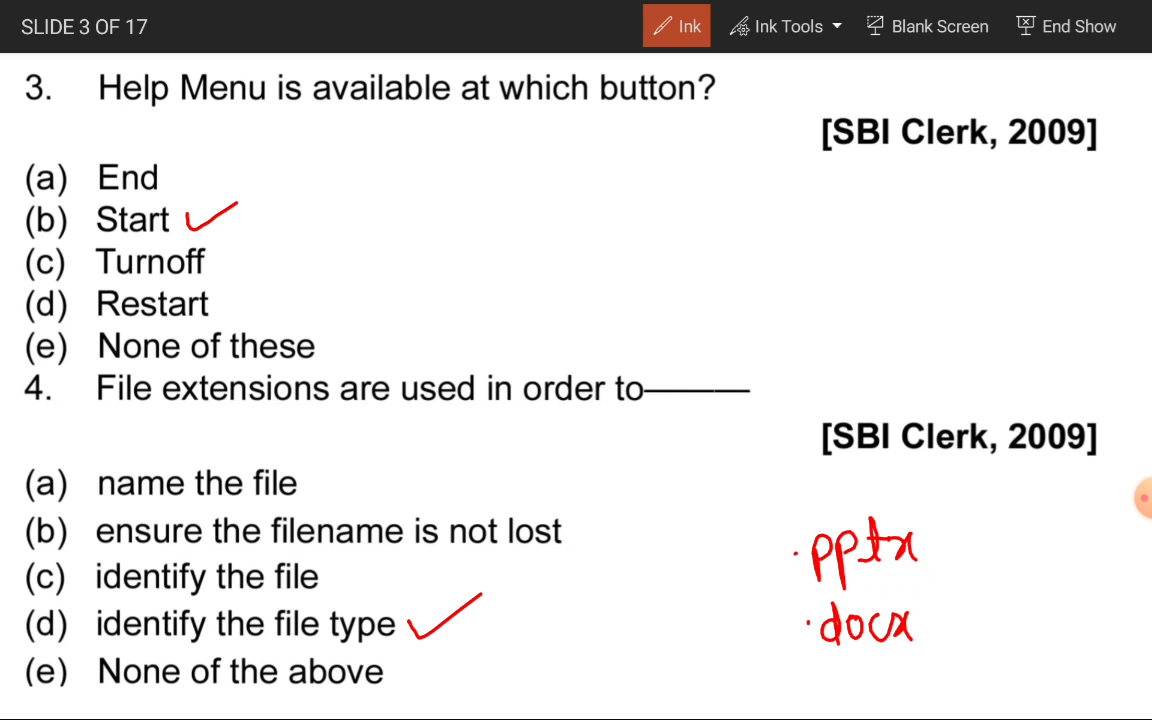 SLIDE 3 OF 17 Ink Ink Tools Blank Screen End Show
3. Help Menu is available at which button?
[SBI Clerk, 2009]
(a) End
(b) Start
(c) Turnoff
(d) Restart
(e) None of these
4. File extensions are used in order to———
[SBI Clerk, 2009]
(a) name the file
(b) ensure the filename is not lost
.pptx
(c) identify the file
(d) identify the file type
.docx
(e) None of the above